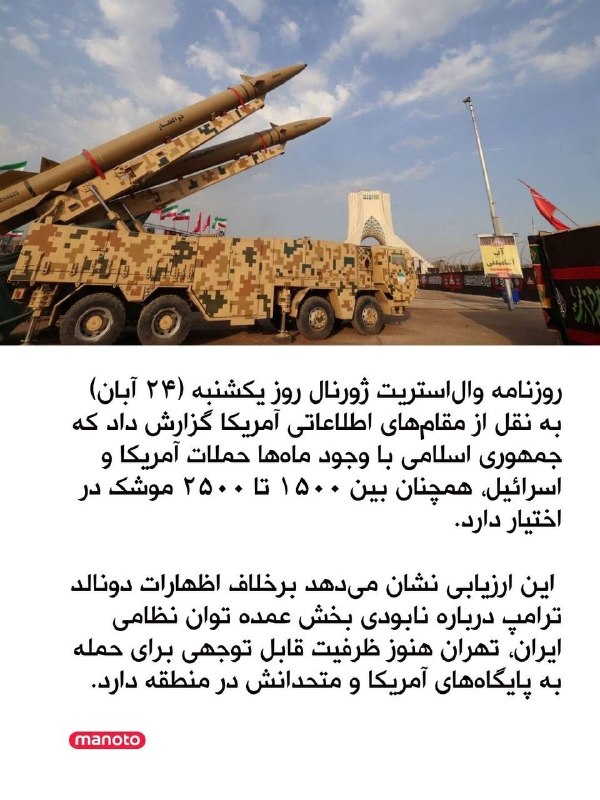 ذوالفقار
آب
روزنامه وال‌استریت ژورنال روز یکشنبه (۲۴ آبان)
به نقل از مقام‌های اطلاعاتی آمریکا گزارش داد که
جمهوری اسلامی با وجود ماه‌ها حملات آمریکا و
اسرائیل، همچنان بین ۱۵۰۰ تا ۲۵۰۰ موشک در
اختیار دارد.
این ارزیابی نشان می‌دهد برخلاف اظهارات دونالد
ترامپ درباره نابودی بخش عمده توان نظامی
ایران، تهران هنوز ظرفیت قابل توجهی برای حمله
به پایگاه‌های آمریکا و متحدانش در منطقه دارد.
manoto